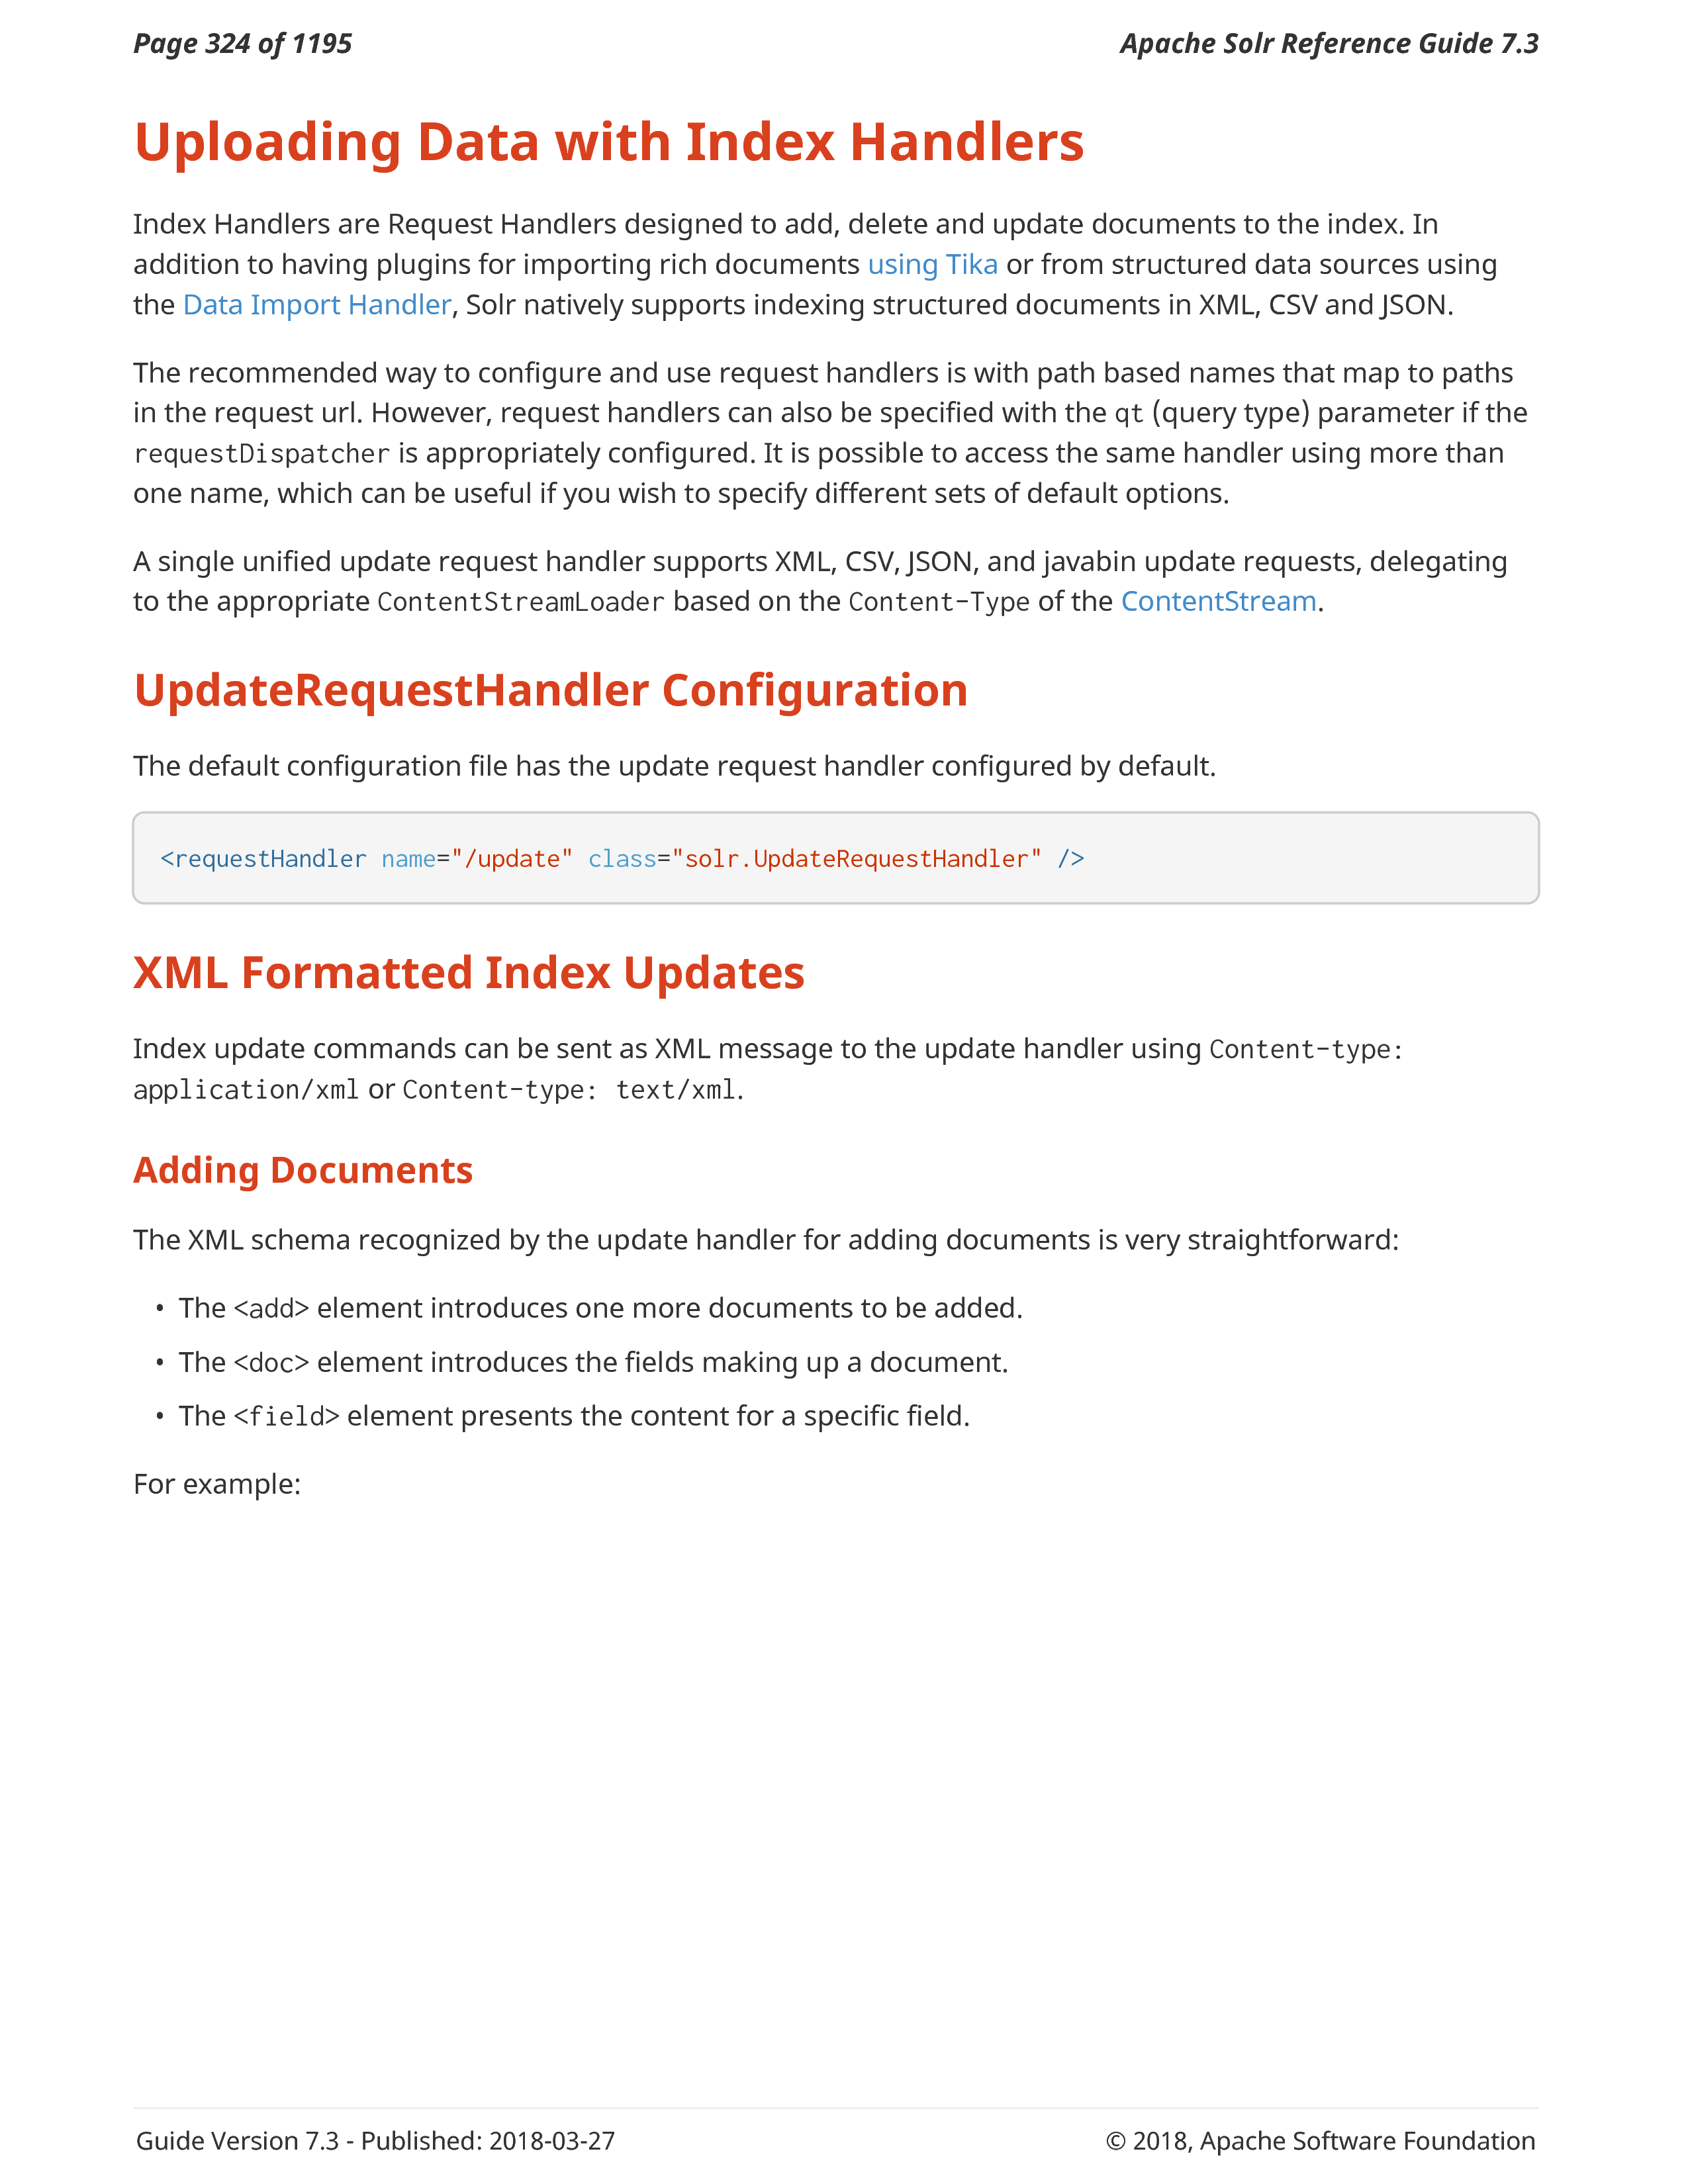 Page 324 of 1195
Apache Solr Reference Guide 7.3
Uploading Data with Index Handlers
Index Handlers are Request Handlers designed to add, delete and update documents to the index. In
addition to having plugins for importing rich documents using Tika or from structured data sources using
the Data Import Handler, Solr natively supports indexing structured documents in XML, CSV and JSON.
The recommended way to configure and use request handlers is with path based names that map to paths
in the request url. However, request handlers can also be specified with the qt (query type) parameter if the
requestDispatcher is appropriately configured. It is possible to access the same handler using more than
one name, which can be useful if you wish to specify different sets of default options.
A single unified update request handler supports XML, CSV, JSON, and javabin update requests, delegating
to the appropriate ContentStreamLoader based on the Content-Type of the ContentStream.
UpdateRequestHandler Configuration
The default configuration file has the update request handler configured by default.
<requestHandler name="/update" class="solr.UpdateRequestHandler" />
XML Formatted Index Updates
Index update commands can be sent as XML message to the update handler using Content-type:
application/xml or Content-type: text/xml.
Adding Documents
The XML schema recognized by the update handler for adding documents is very straightforward:
• The <add> element introduces one more documents to be added.
• The <doc> element introduces the fields making up a document.
• The <field> element presents the content for a specific field.
For example:
Guide Version 7.3 - Published: 2018-03-27
© 2018, Apache Software Foundation